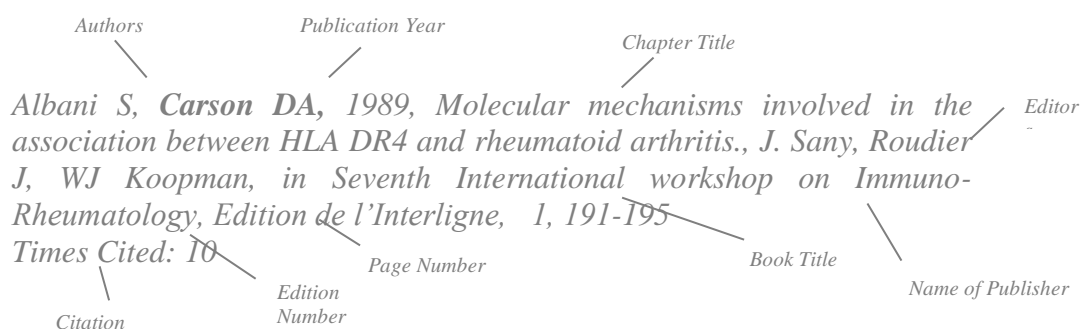 Authors
Publication Year
Chapter Title
Albani S, Carson DA, 1989, Molecular mechanisms involved in the
association between HLA DR4 and rheumatoid arthritis., J. Sany, Roudier
J, WJ Koopman, in Seventh International workshop on Immuno-
Rheumatology, Edition de l'Interligne, 1, 191-195
Times Cited: 10
Editor
Page Number
Book Title
Edition
Number
Name of Publisher
Citation